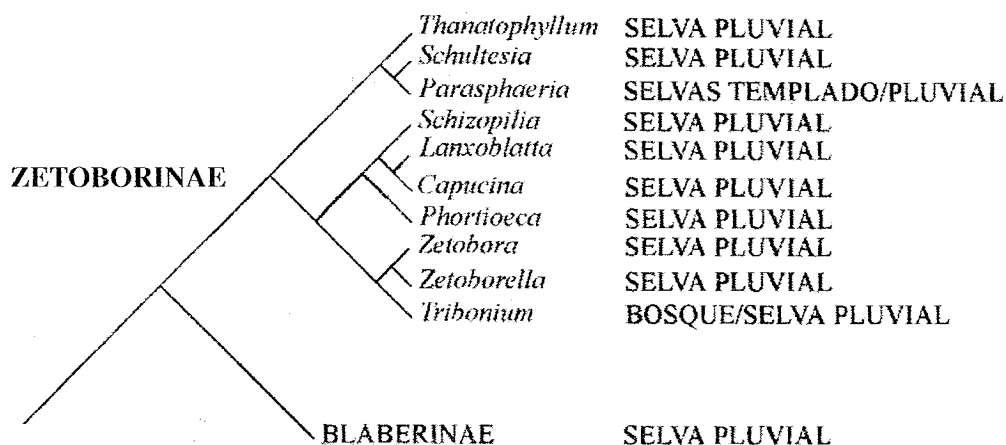 Thanatophyllum SELVA PLUVIAL
Schultesia SELVA PLUVIAL
Parasphaeria SELVAS TEMPLADO/PLUVIAL
Schizopilia SELVA PLUVIAL
Lanxoblatta SELVA PLUVIAL
ZETOBORINAE
Capucina SELVA PLUVIAL
Phortioeca SELVA PLUVIAL
Zetobora SELVA PLUVIAL
Zetoborella SELVA PLUVIAL
Tribonium BOSQUE/SELVA PLUVIAL
BLABERINAE SELVA PLUVIAL